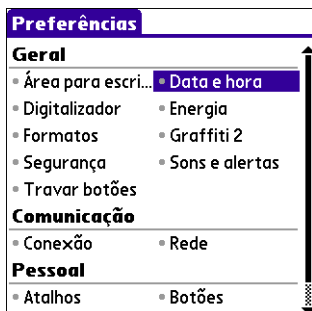 Preferências
Geral
Área para escri... Data e hora
Digitalizador Energia
Formatos Graffiti 2
Segurança Sons e alertas
Travar botões
Comunicação
Conexão Rede
Pessoal
Atalhos Botões